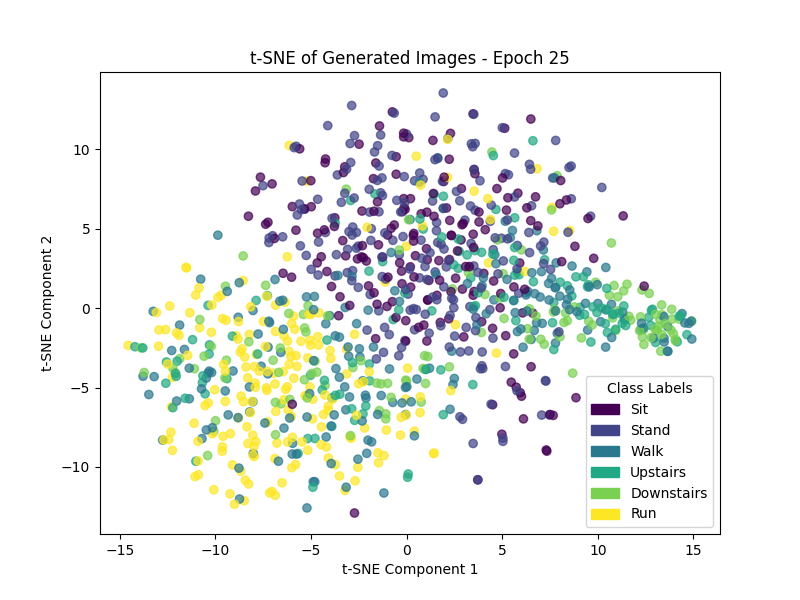 t-SNE of Generated Images - Epoch 25
t-SNE Component 2
10
5
0
−5
−10
−15
−10
−5
0
5
10
15
t-SNE Component 1
Class Labels
Sit
Stand
Walk
Upstairs
Downstairs
Run